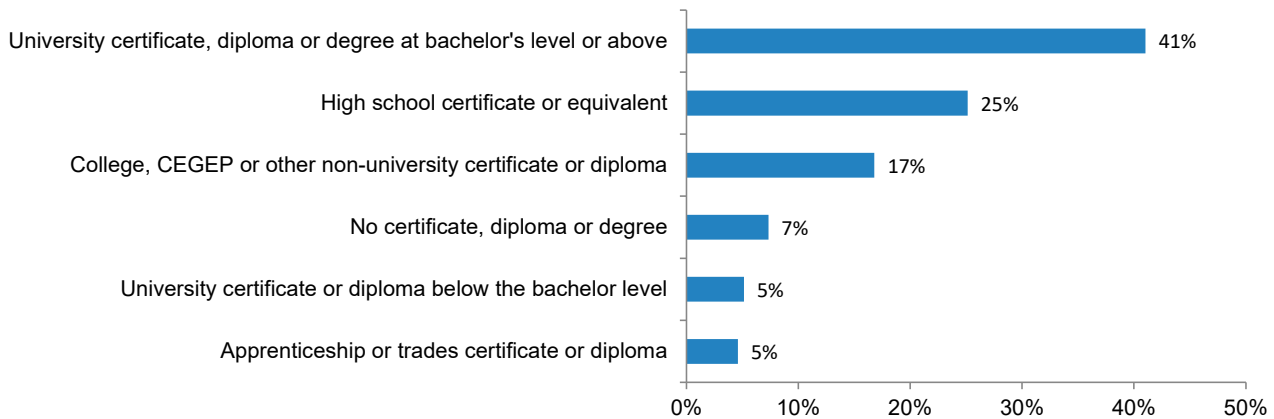 University certificate, diploma or degree at bachelor's level or above
41%
High school certificate or equivalent
25%
College, CEGEP or other non-university certificate or diploma
17%
No certificate, diploma or degree
7%
University certificate or diploma below the bachelor level
5%
Apprenticeship or trades certificate or diploma
5%
0% 10% 20% 30% 40% 50%